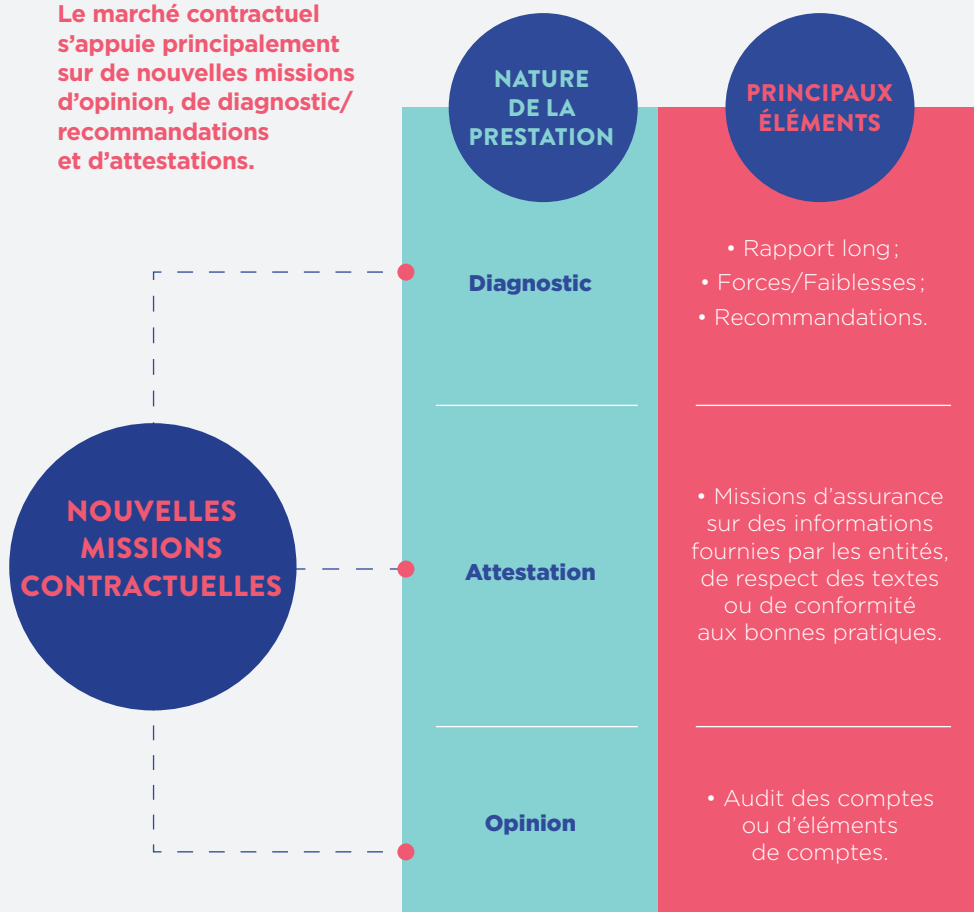 Le marché contractuel
s’appuie principalement
sur de nouvelles missions
d’opinion, de diagnostic/
recommandations
et d’attestations.
NATURE
DE LA
PRESTATION
PRINCIPAUX
ÉLÉMENTS
NOUVELLES
MISSIONS
CONTRACTUELLES
Diagnostic
• Rapport long ;
• Forces/Faiblesses ;
• Recommandations.
Attestation
• Missions d’assurance
sur des informations
fournies par les entités,
de respect des textes
ou de conformité
aux bonnes pratiques.
Opinion
• Audit des comptes
ou d’éléments
de comptes.